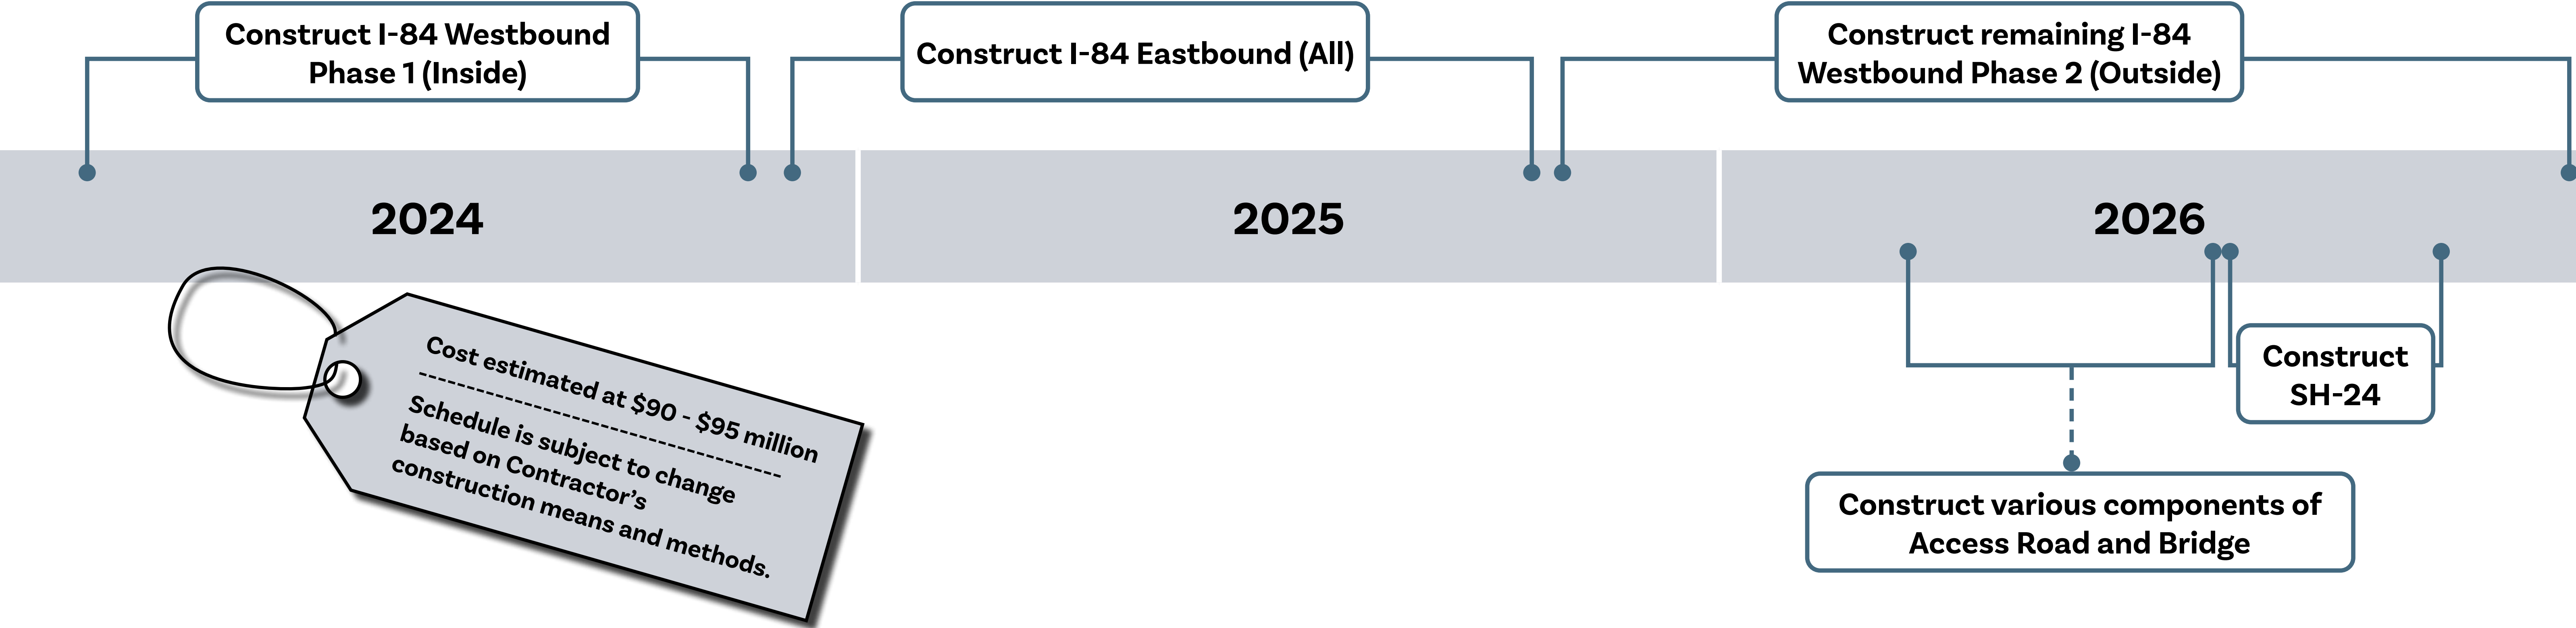 Construct I-84 Westbound
Phase 1 (Inside)
Construct I-84 Eastbound (All)
Construct remaining I-84
Westbound Phase 2 (Outside)
2024
2025
2026
Cost estimated at $90 - $95 million
Schedule is subject to change
based on Contractor’s
construction means and methods.
Construct
SH-24
Construct various components of
Access Road and Bridge